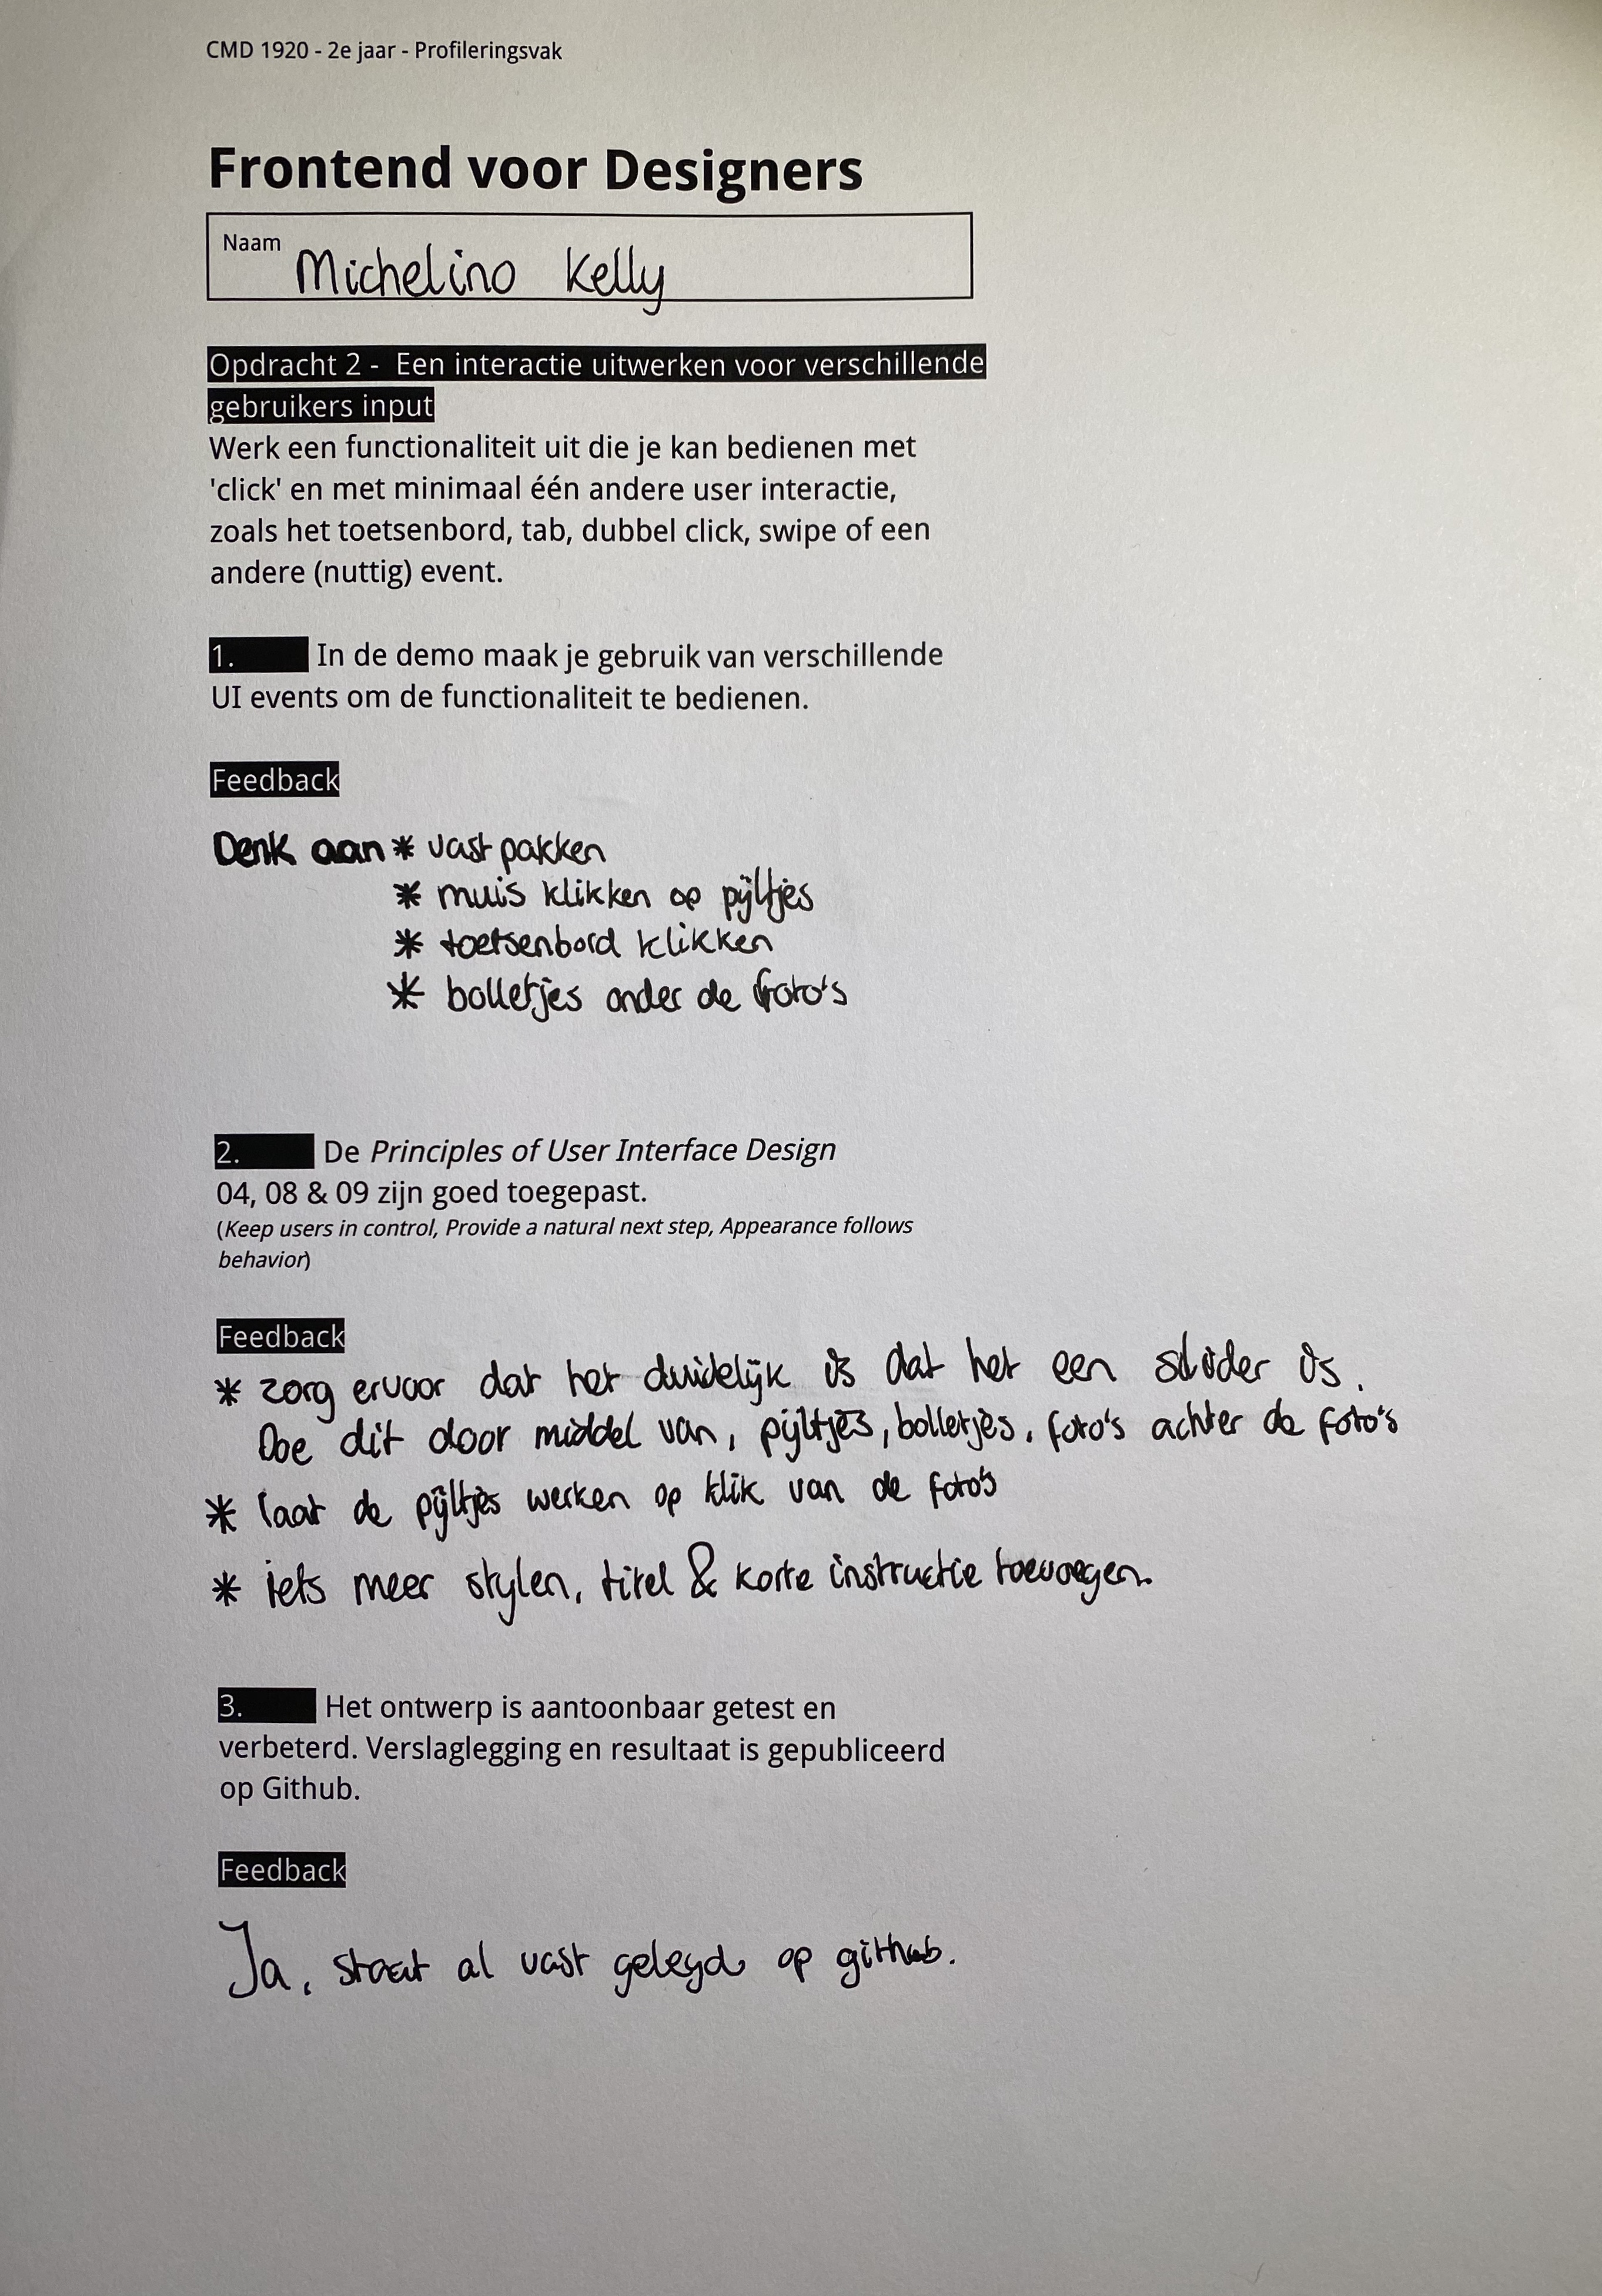 CMD 1920 - 2e jaar - Profileringsvak
Frontend voor Designers
Naam
Michelino Kelly
Opdracht 2 - Een interactie uitwerken voor verschillende
gebruikers input
Werk een functionaliteit uit die je kan bedienen met
'click' en met minimaal één andere user interactie,
zoals het toetsenbord, tab, dubbel click, swipe of een
andere (nuttig) event.
1. In de demo maak je gebruik van verschillende
UI events om de functionaliteit te bedienen.
Feedback
Denk aan * vast pakken
* muis klikken op pijltjes
* toetsenbord klikken
* bolletjes onder de foto's
2. De Principles of User Interface Design
04, 08 & 09 zijn goed toegepast.
(Keep users in control, Provide a natural next step, Appearance follows
behavior)
Feedback
* zorg ervoor dat het duidelijk is dat het een slider is.
Doe dit door middel van, pijltjes, bolletjes, foto's achter de foto's
* laat de pijltjes werken op klik van de foto's
* iets meer stylen, titel & korte instructie toevoegen.
3. Het ontwerp is aantoonbaar getest en
verbeterd. Verslaglegging en resultaat is gepubliceerd
op Github.
Feedback
Ja, staat al vast gelegd op github.